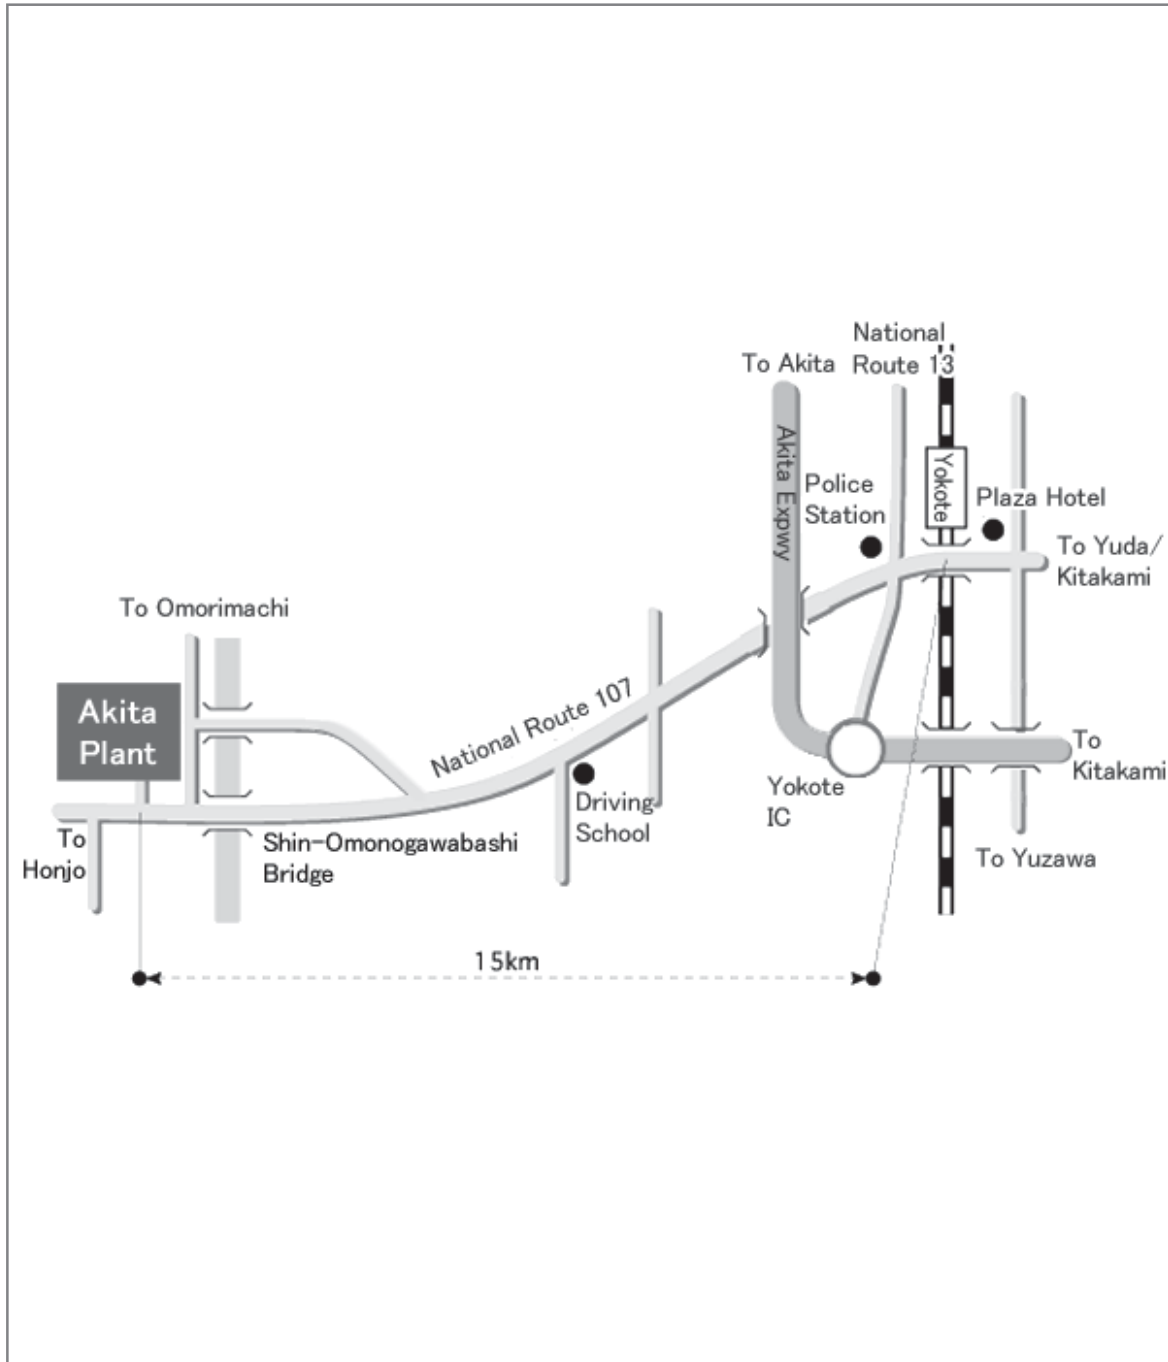 National
Route 13
To Akita
Akita Expwy
Police
Station
Yokote
Plaza Hotel
To Yuda/
Kitakami
To Omorimachi
Akita
Plant
National Route 107
To
Kitakami
Yokote
IC
Driving
School
To
Honjo
Shin-Omonogawabashi
Bridge
To Yuzawa
15km